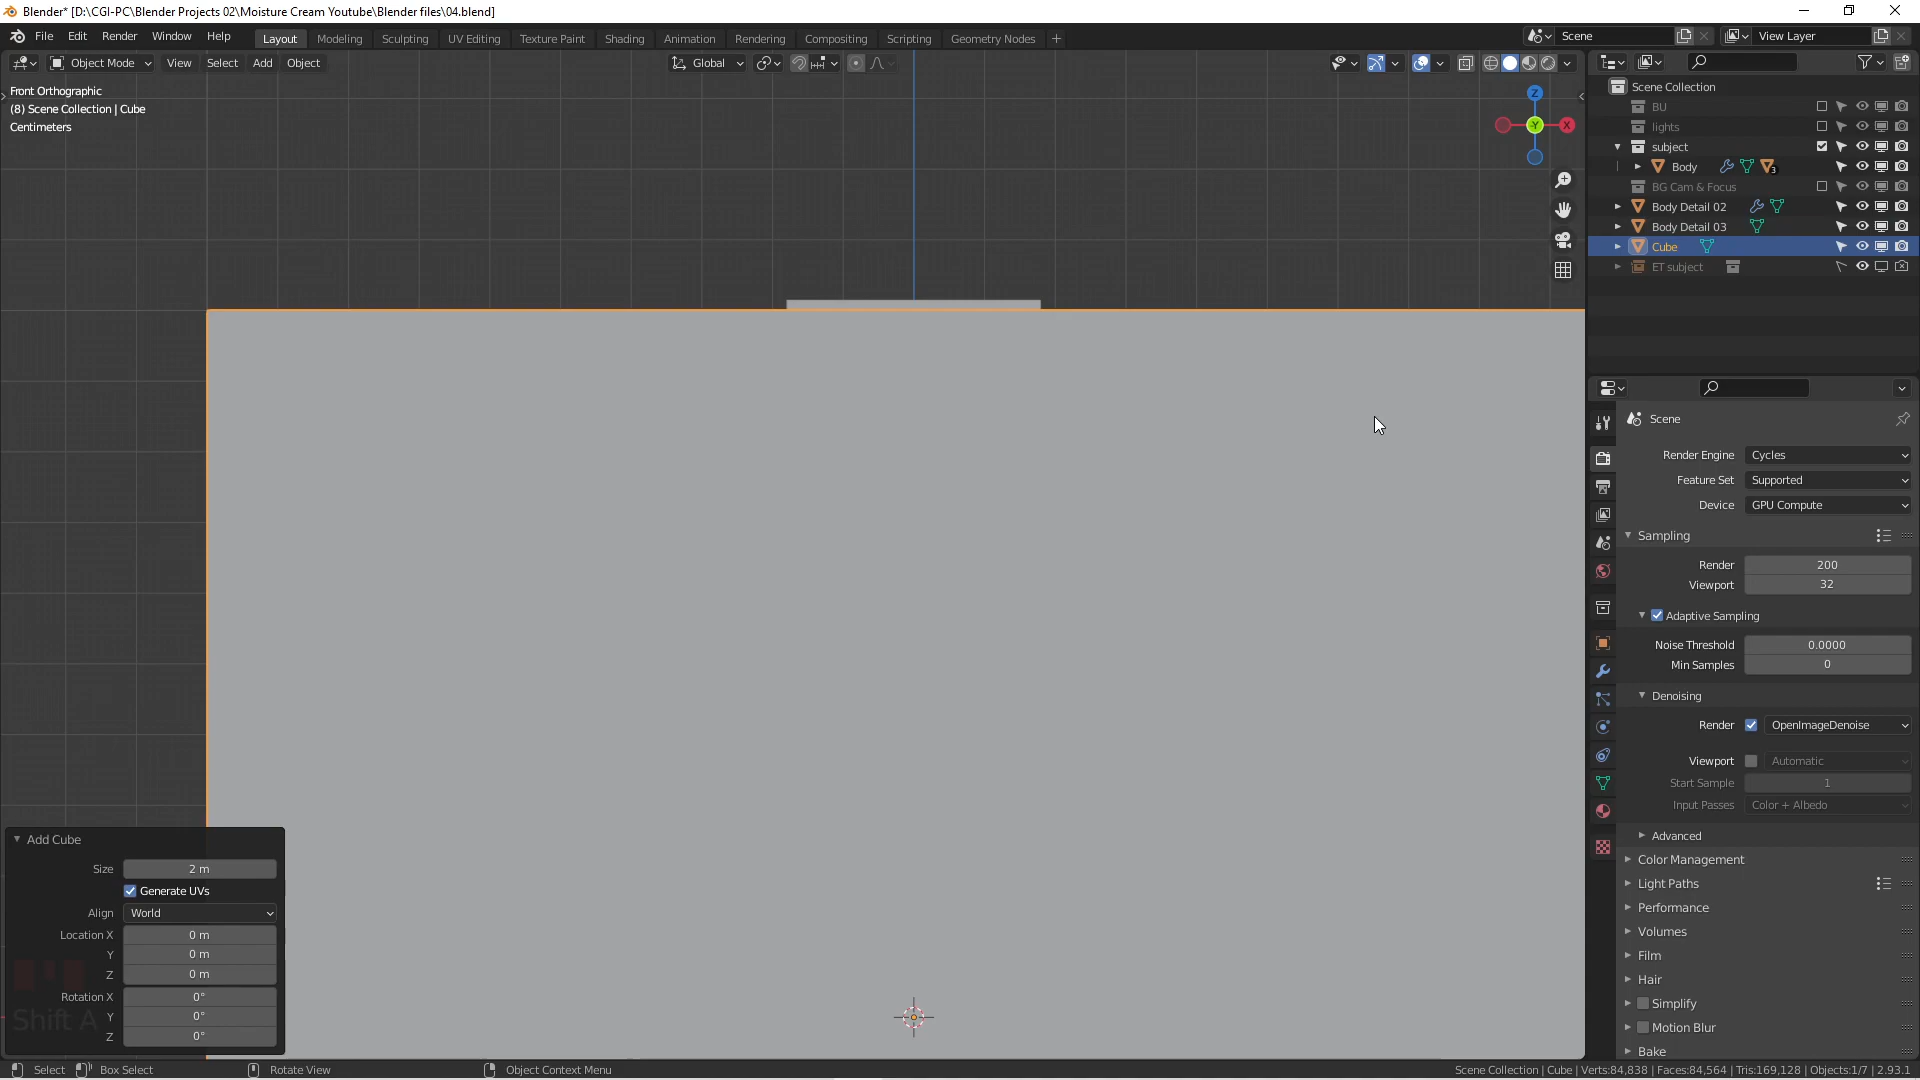 Blender* [D:\CGI-PC\Blender Projects 02\Moisture Cream Youtube\Blender files\04.blend]
File Edit Render Window Help Layout Modeling Sculpting UV Editing Texture Paint Shading Animation Rendering Compositing Scripting Geometry Nodes + Scene View Layer
Object Mode View Select Add Object Global
Front Orthographic
(8) Scene Collection | Cube
Centimeters
Z
-Y
X
Scene Collection
BU
lights
subject
Body 3
BG Cam & Focus
Body Detail 02
Body Detail 03
Cube
ET subject
Scene
Render Engine Cycles
Feature Set Supported
Device GPU Compute
Sampling
Render 200
Viewport 32
Adaptive Sampling
Noise Threshold 0.0000
Min Samples 0
Denoising
Render OpenImageDenoise
Viewport Automatic
Start Sample 1
Input Passes Color + Albedo
Advanced
Color Management
Light Paths
Performance
Volumes
Film
Hair
Simplify
Motion Blur
Bake
Add Cube
Size 2 m
Generate UVs
Align World
Location X 0 m
Y 0 m
Z 0 m
Rotation X 0°
Y 0°
Z 0°
Shift A
Select Box Select Rotate View Object Context Menu
Scene Collection | Cube | Verts:84,838 | Faces:84,564 | Tris:169,128 | Objects:1/7 | 2.93.1